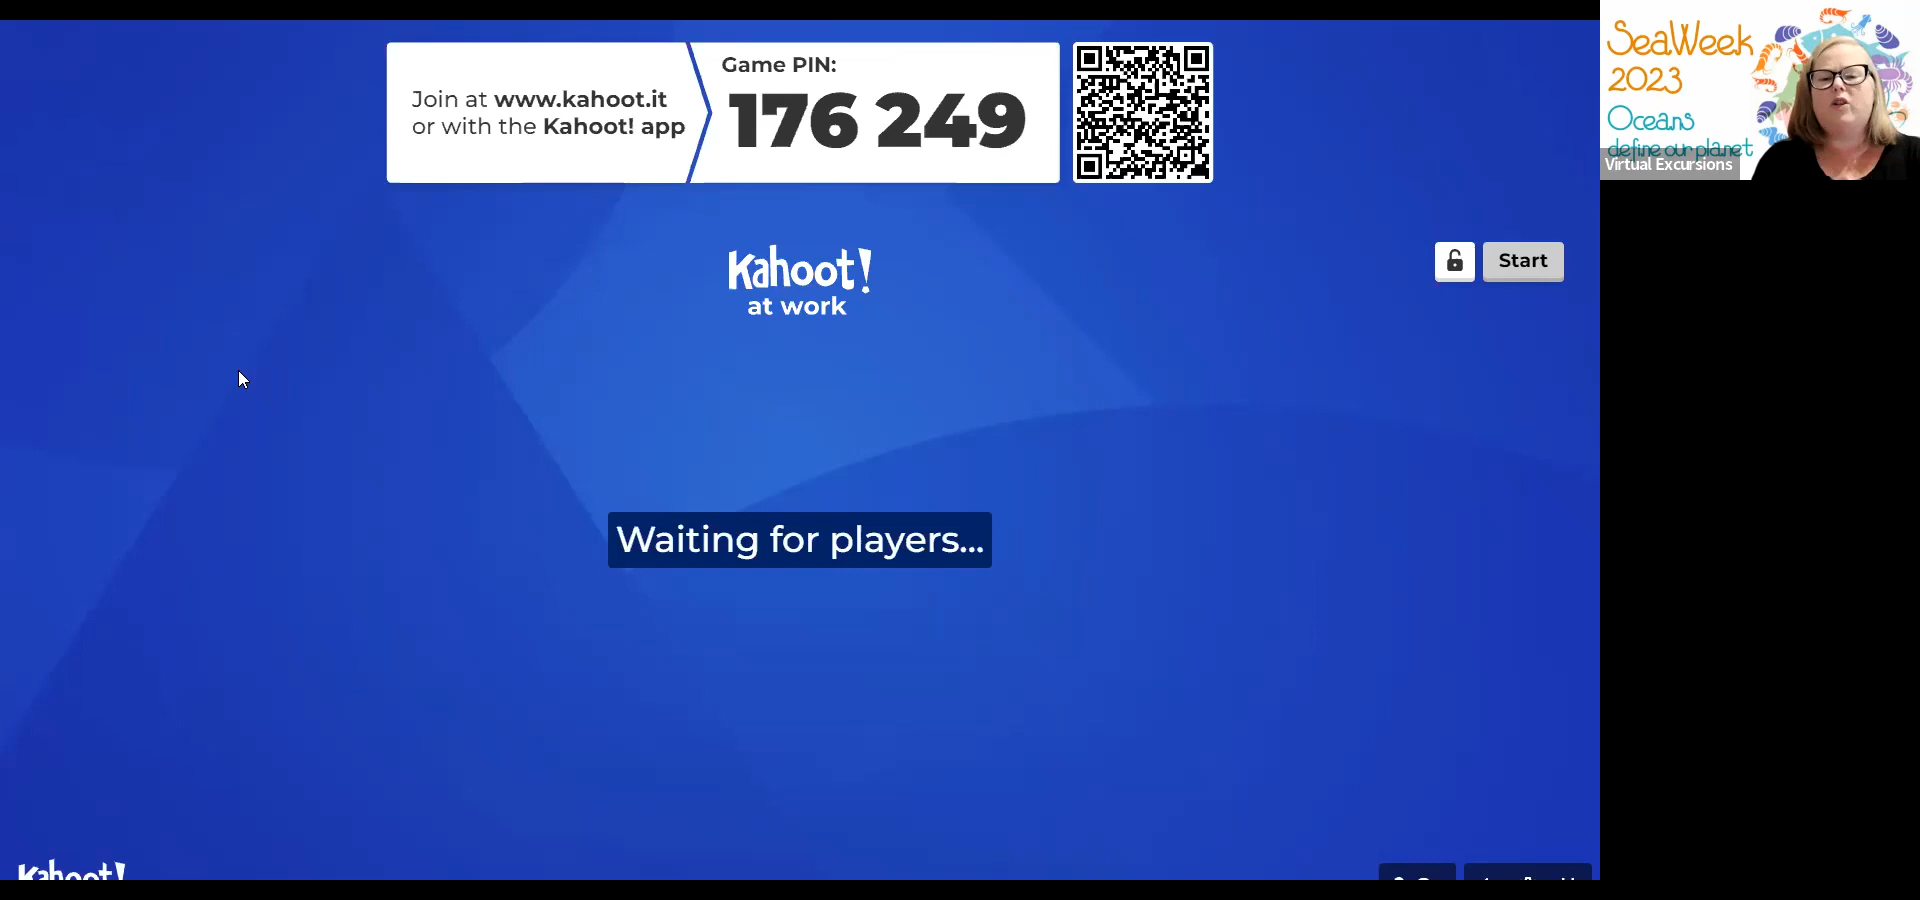 Join at www.kahoot.it
or with the Kahoot! app
Game PIN:
176 249
SeaWeek
2023
Oceans
define our planet
Virtual Excursions
Kahoot!
at work
Start
Waiting for players...
Kahoot!